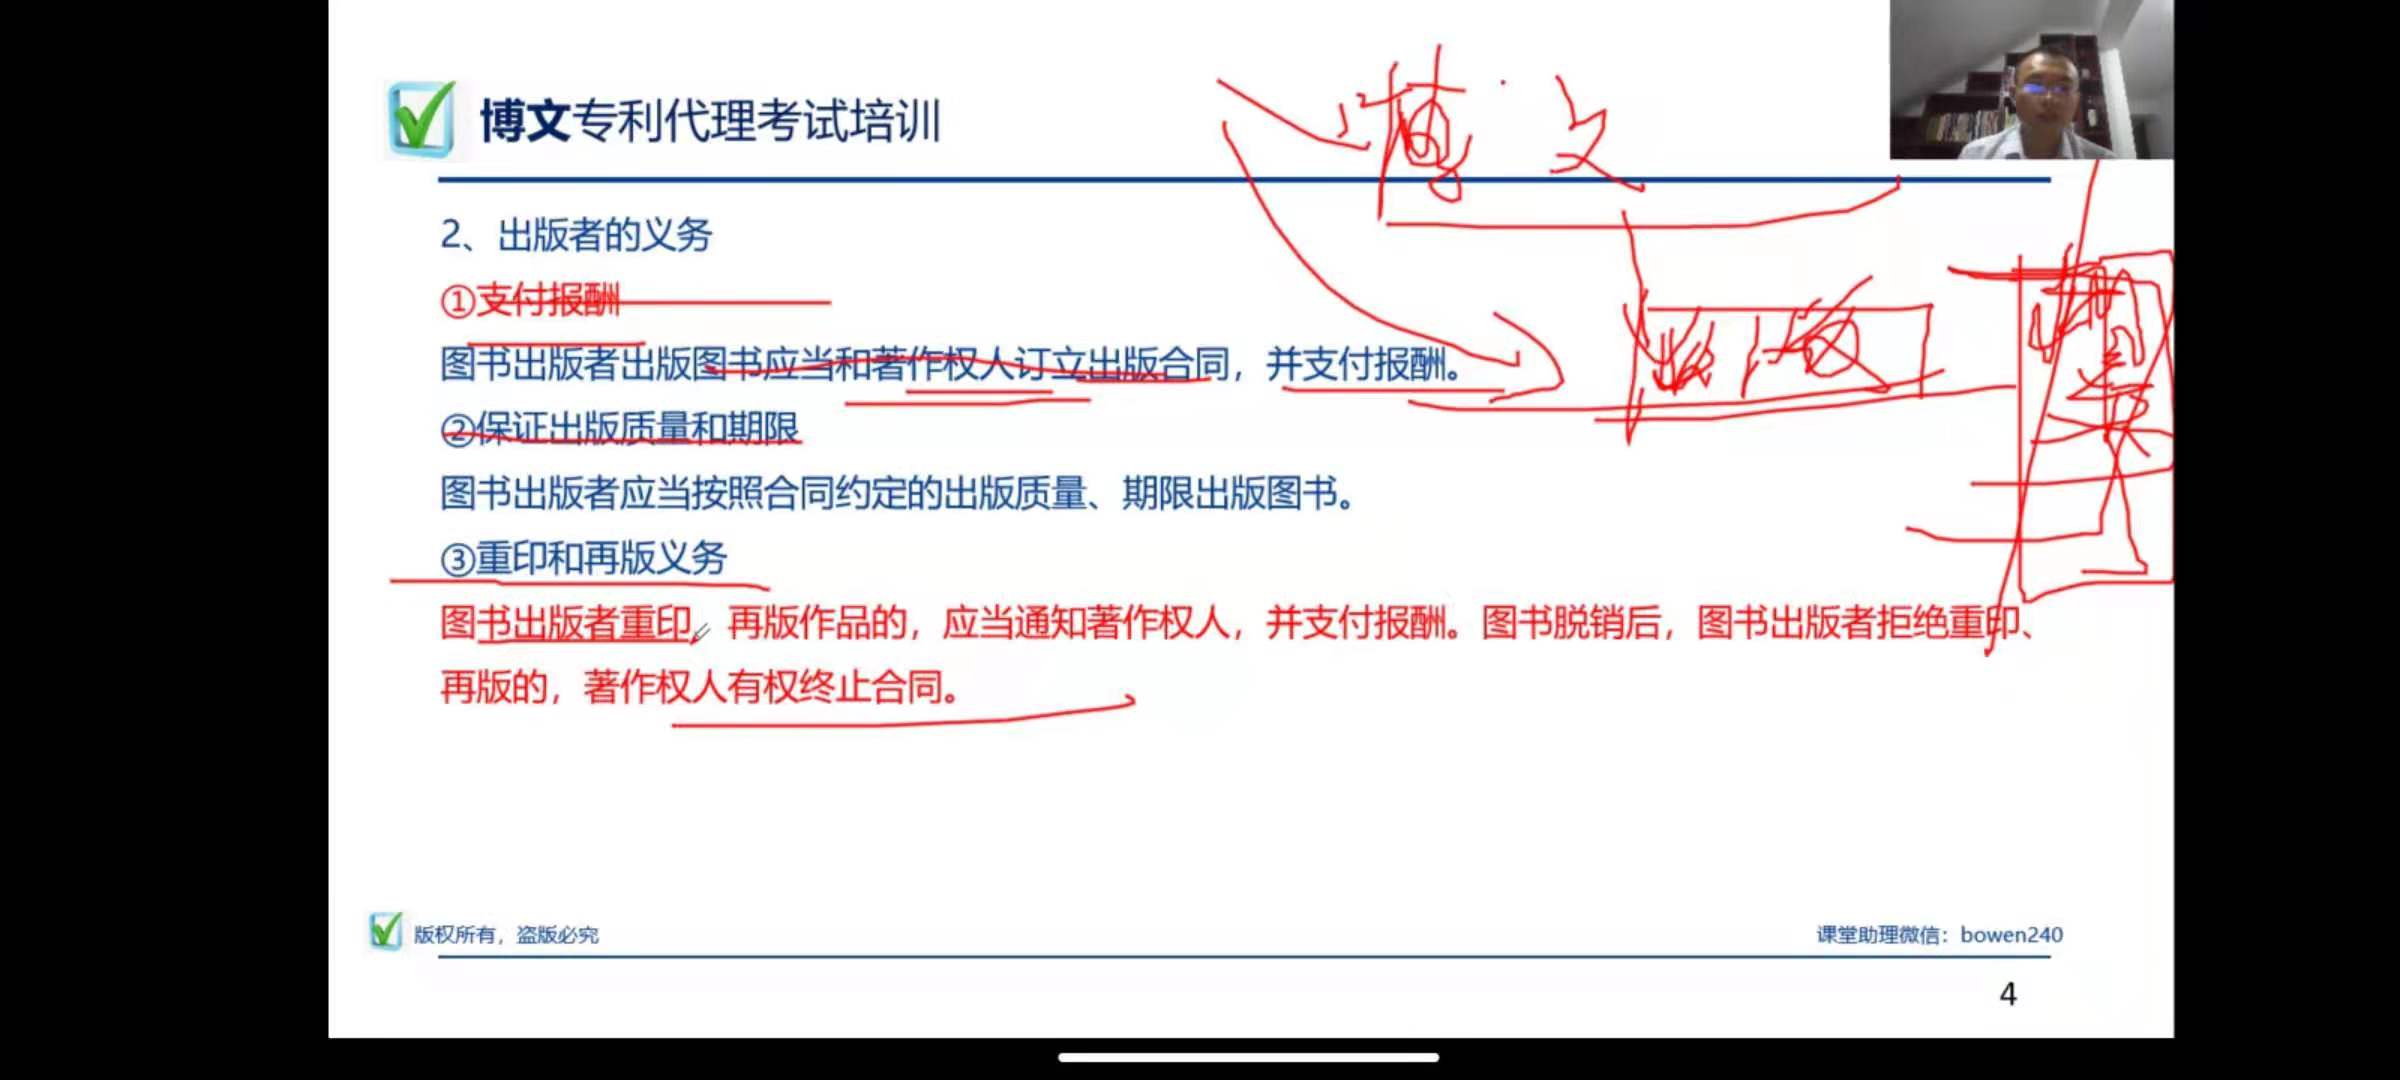 博文专利代理考试培训
博 文
2、出版者的义务
①支付报酬
图书出版者出版图书应当和著作权人订立出版合同，并支付报酬。
②保证出版质量和期限
图书出版者应当按照合同约定的出版质量、期限出版图书。
③重印和再版义务
图书出版者重印、再版作品的，应当通知著作权人，并支付报酬。图书脱销后，图书出版者拒绝重印、
再版的，著作权人有权终止合同。
版权所有，盗版必究
课堂助理微信：bowen240
4